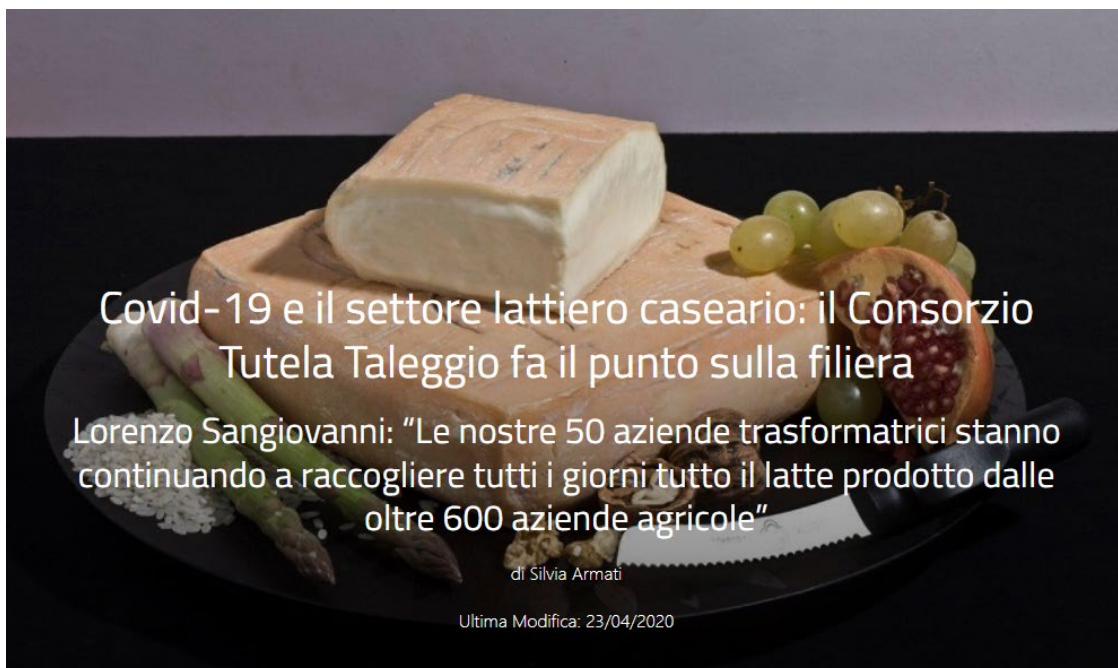 Covid-19 e il settore lattiero caseario: il Consorzio
Tutela Taleggio fa il punto sulla filiera
Lorenzo Sangiovanni: “Le nostre 50 aziende trasformatrici stanno
continuando a raccogliere tutti i giorni tutto il latte prodotto dalle
oltre 600 aziende agricole”
di Silvia Armati
Ultima Modifica: 23/04/2020